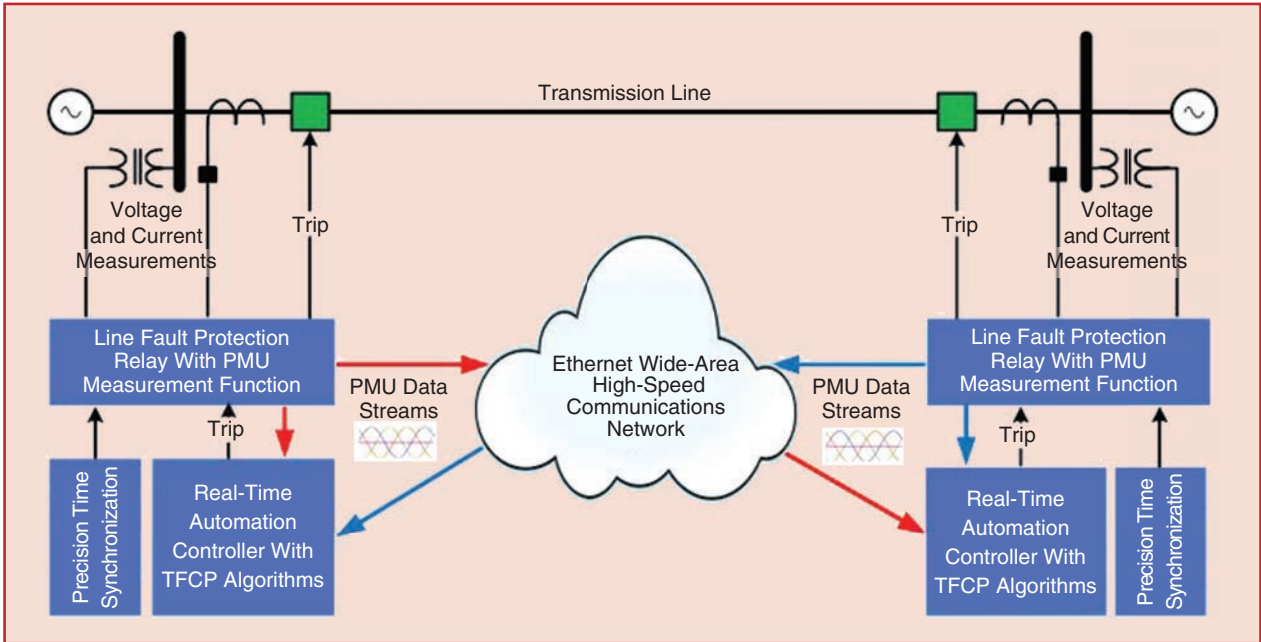 Transmission Line
Voltage
and Current
Measurements
Trip
Trip
Voltage
and Current
Measurements
Line Fault Protection
Relay With PMU
Measurement Function
Ethernet Wide-Area
High-Speed
Communications
Network
Line Fault Protection
Relay With PMU
Measurement Function
PMU Data
Streams
PMU Data
Streams
Trip
Trip
Precision Time
Synchronization
Real-Time
Automation
Controller With
TFCP Algorithms
Real-Time
Automation
Controller With
TFCP Algorithms
Precision Time
Synchronization